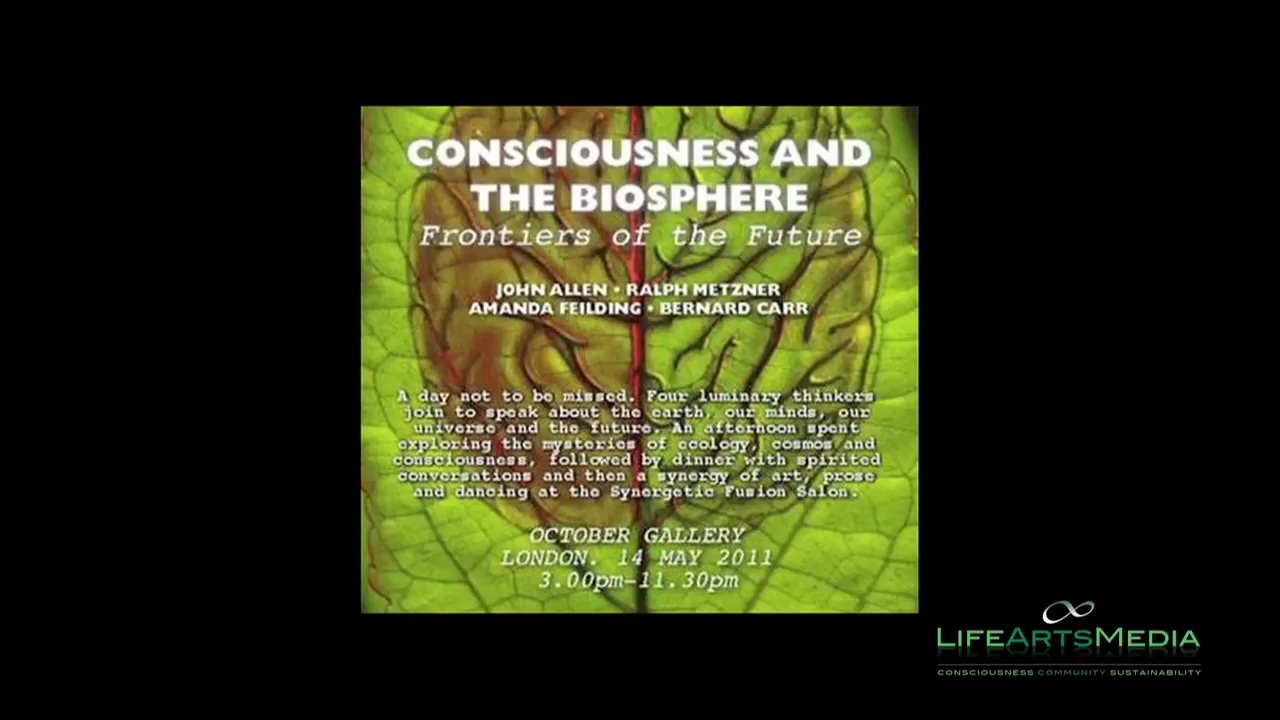 CONSCIOUSNESS AND
THE BIOSPHERE
Frontiers of the Future
JOHN ALLEN • RALPH METZNER
AMANDA FEILDING • BERNARD CARR
A day not to be missed. Four luminary thinkers
join to speak about the earth, our minds, our
universe and the future. An afternoon spent
exploring the mysteries of ecology, cosmos and
consciousness, followed by dinner with spirited
conversations and then a synergy of art, prose
and dancing at the Synergetic Fusion Salon.
OCTOBER GALLERY
LONDON. 14 MAY 2011
3.00pm-11.30pm
LIFEARTSMEDIA
CONSCIOUSNESS COMMUNITY SUSTAINABILITY